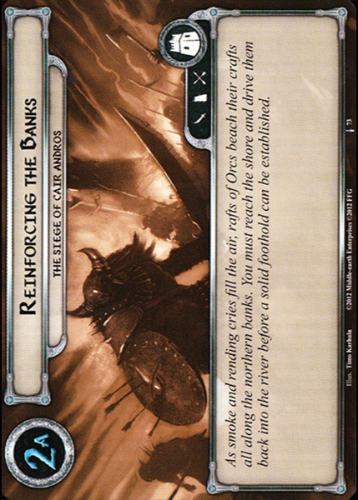 2A
REINFORCING THE BANKS
THE SIEGE OF CAIR ANDROS
As smoke and rending cries fill the air, rafts of Orcs beach their crafts
all along the northern banks. You must reach the shore and drive them
back into the river before a solid foothold can be established.
Illus. Timo Karhula ©2012 Middle-earth Enterprises ©2012 FFG 73